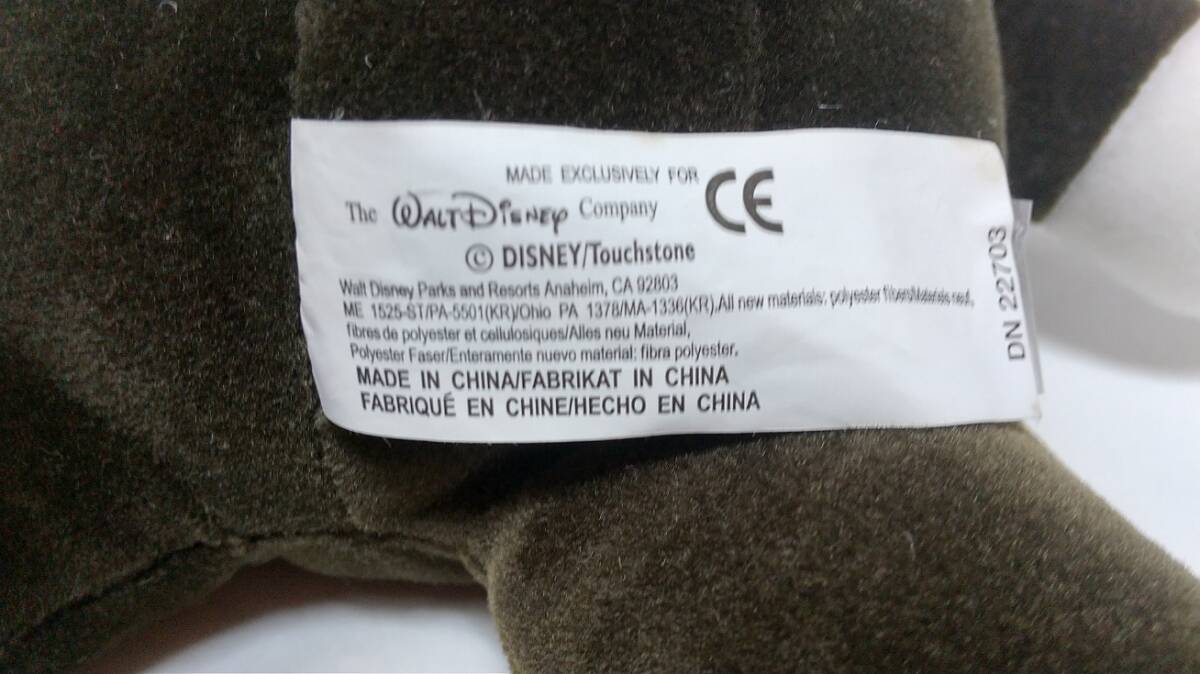 MADE EXCLUSIVELY FOR
The WALT DISNEY Company CE
© DISNEY/Touchstone
Walt Disney Parks and Resorts Anaheim, CA 92803
ME 1525-ST/PA-5501(KR)/Ohio PA 1378/MA-1336(KR).All new materials: polyester fibers/Materials neuf,
fibres de polyester et cellulosiques/Alles neu Material,
Polyester Faser/Enteramente nuevo material: fibra polyester.
MADE IN CHINA/FABRIKAT IN CHINA
FABRIQUÉ EN CHINE/HECHO EN CHINA
DN 22703